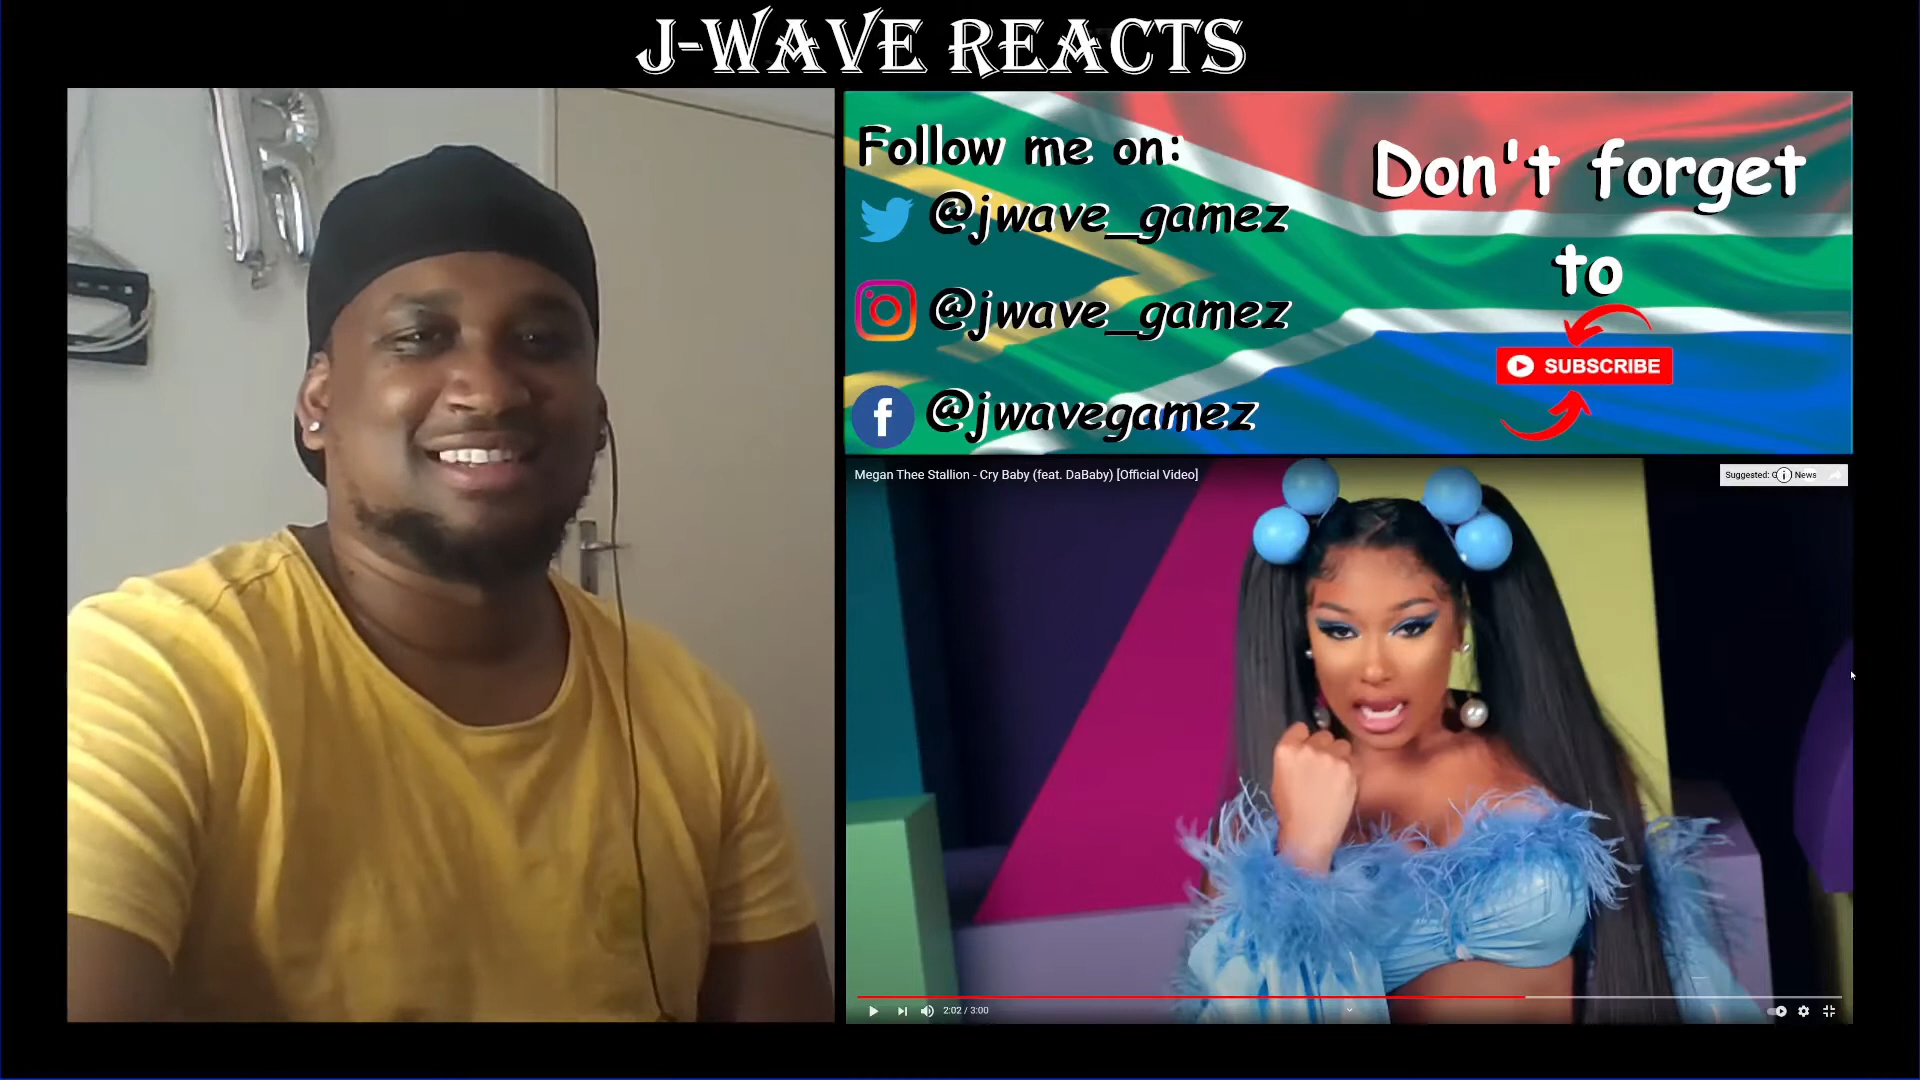 J-WAVE REACTS
Follow me on:
@jwave_gamez
@jwave_gamez
@jwavegamez
Don't forget
to
SUBSCRIBE
Megan Thee Stallion - Cry Baby (feat. DaBaby) [Official Video]
Suggested: News
2:02 / 3:00